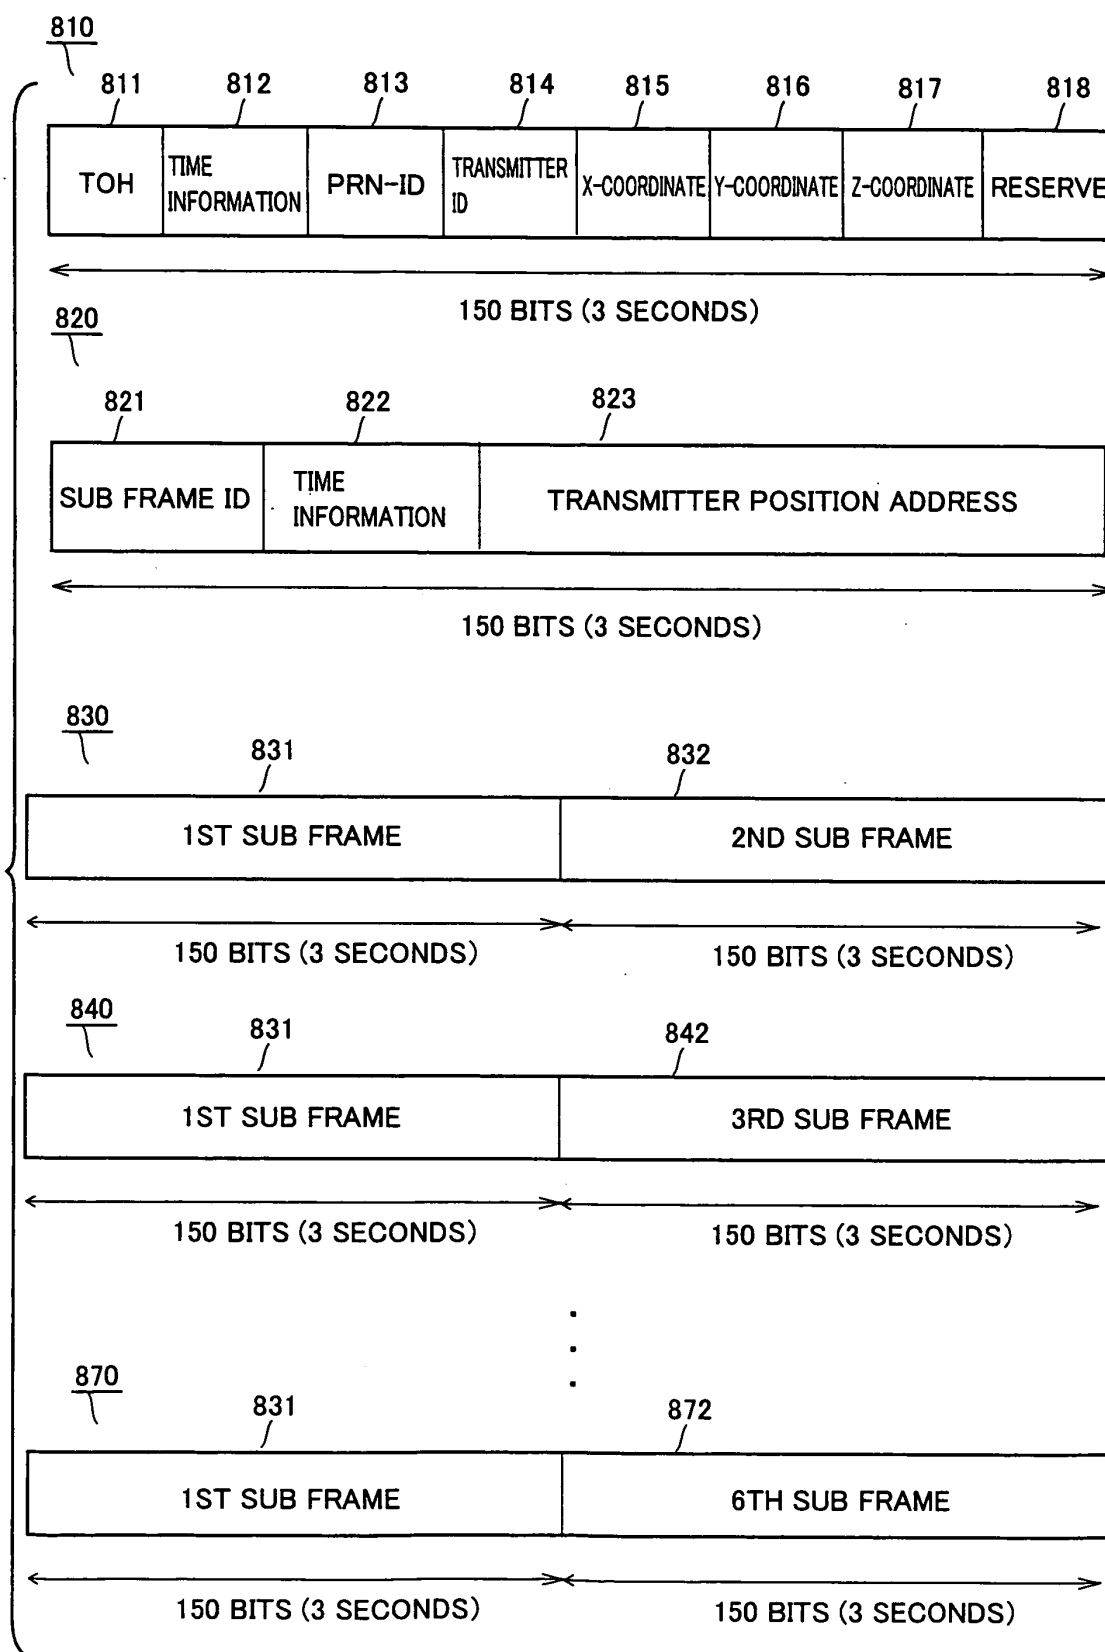 810
811 812 813 814 815 816 817 818
TOH TIME INFORMATION PRN-ID TRANSMITTER ID X-COORDINATE Y-COORDINATE Z-COORDINATE RESERVE
150 BITS (3 SECONDS)
820
821 822 823
SUB FRAME ID TIME INFORMATION TRANSMITTER POSITION ADDRESS
150 BITS (3 SECONDS)
830
831 832
1ST SUB FRAME 2ND SUB FRAME
150 BITS (3 SECONDS) 150 BITS (3 SECONDS)
840
831 842
1ST SUB FRAME 3RD SUB FRAME
150 BITS (3 SECONDS) 150 BITS (3 SECONDS)
870
831 872
1ST SUB FRAME 6TH SUB FRAME
150 BITS (3 SECONDS) 150 BITS (3 SECONDS)